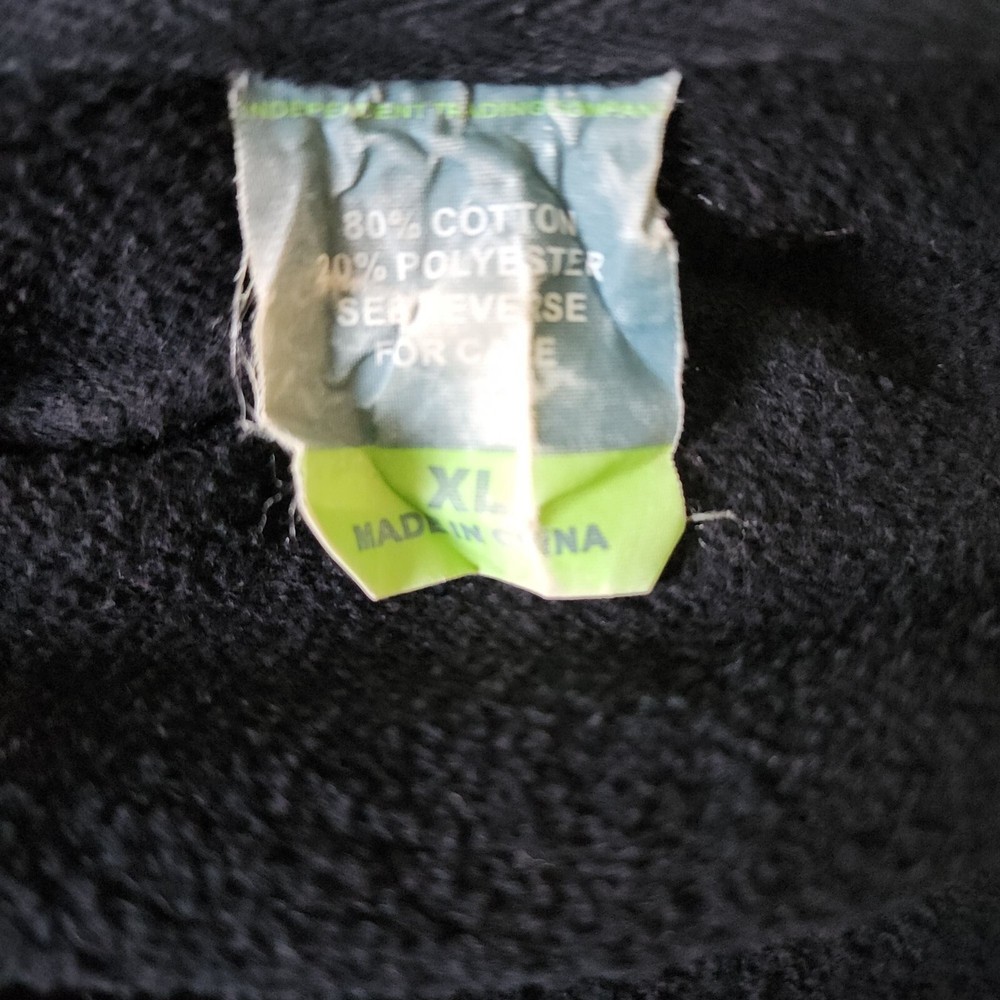 INDEPENDENT TRADING COMPANY
80% COTTON
20% POLYESTER
SEE REVERSE
FOR CARE
XL
MADE IN CHINA